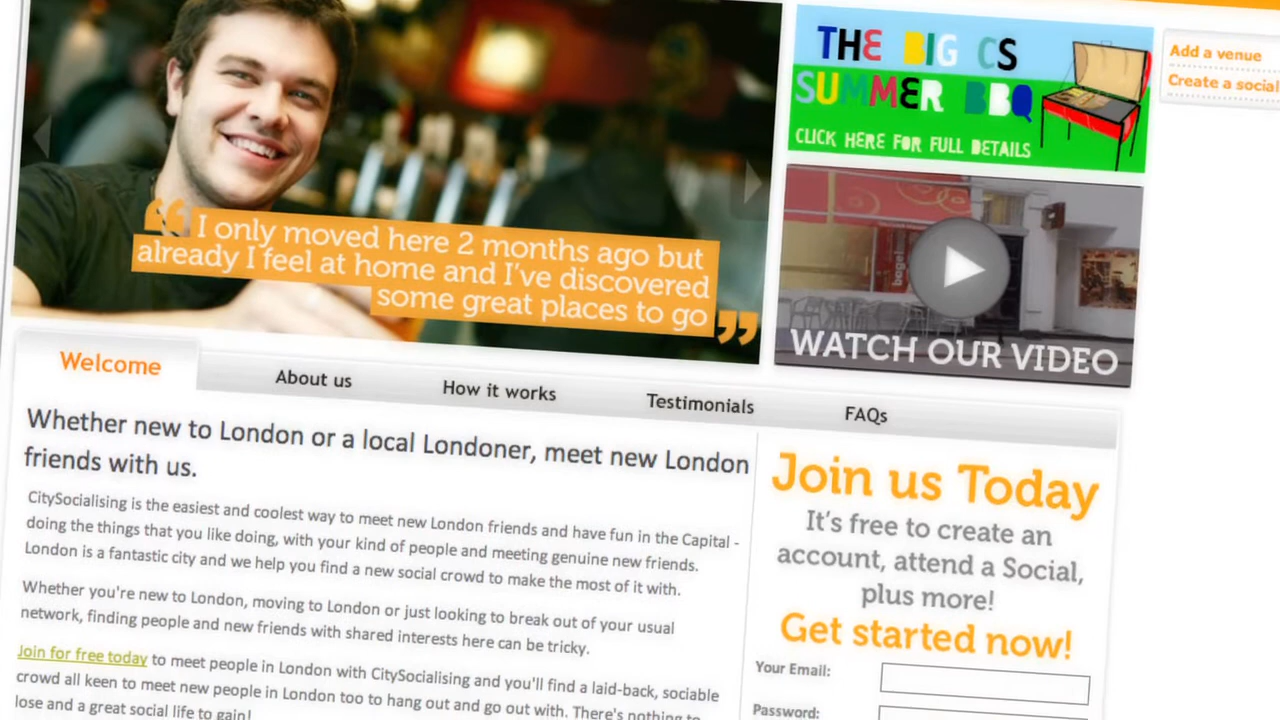 THE BIG CS
SUMMER BBQ
CLICK HERE FOR FULL DETAILS
Add a venue
Create a social
“ I only moved here 2 months ago but
already I feel at home and I’ve discovered
some great places to go ”
bagel
WATCH OUR VIDEO
Welcome
About us
How it works
Testimonials
FAQs
Whether new to London or a local Londoner, meet new London
friends with us.
CitySocialising is the easiest and coolest way to meet new London friends and have fun in the Capital -
doing the things that you like doing, with your kind of people and meeting genuine new friends.
London is a fantastic city and we help you find a new social crowd to make the most of it with.
Whether you're new to London, moving to London or just looking to break out of your usual
network, finding people and new friends with shared interests here can be tricky.
Join for free today to meet people in London with CitySocialising and you'll find a laid-back, sociable
crowd all keen to meet new people in London too to hang out and go out with. There's nothing to
lose and a great social life to gain!
Join us Today
It’s free to create an
account, attend a Social,
plus more!
Get started now!
Your Email:
Password: